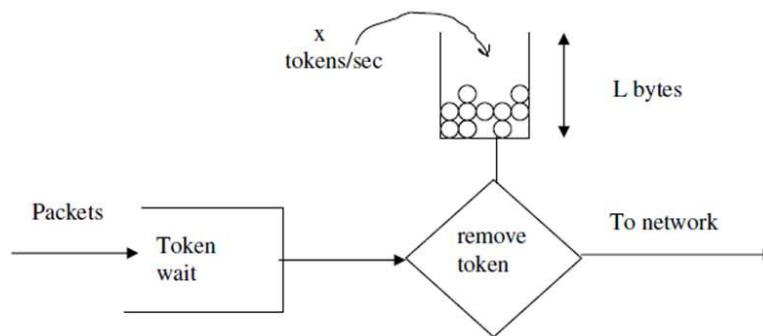 x
tokens/sec
L bytes
Packets
Token
wait
remove
token
To network